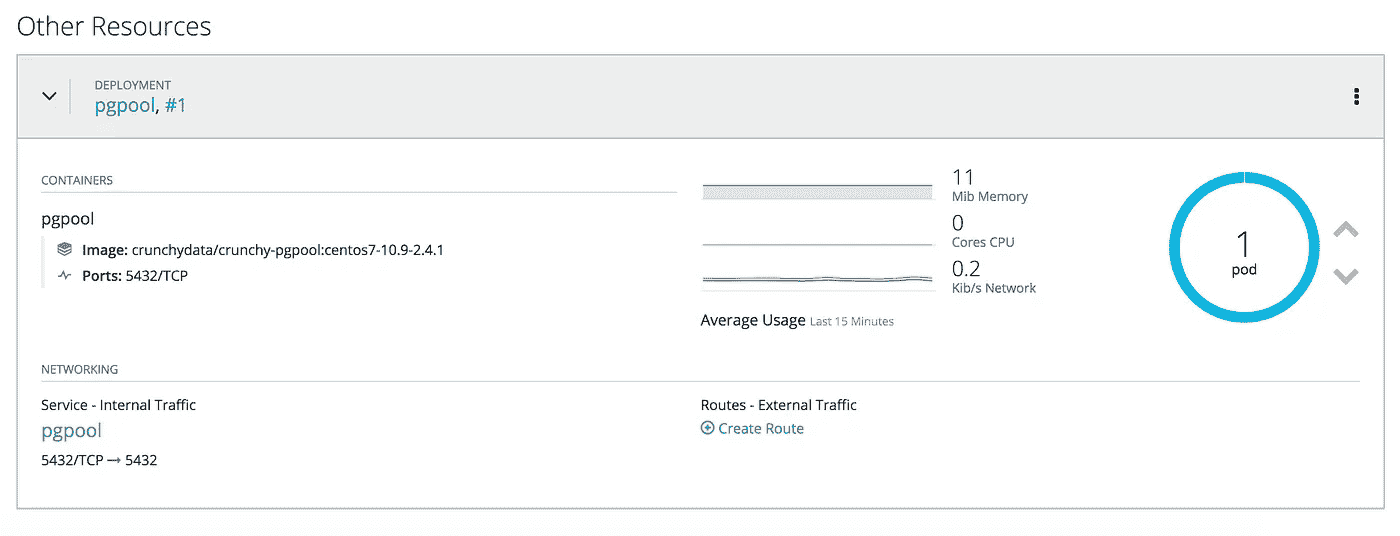 Other Resources
DEPLOYMENT
pgpool, #1
CONTAINERS
pgpool
Image: crunchydata/crunchy-pgpool:centos7-10.9-2.4.1
Ports: 5432/TCP
11
Mib Memory
0
Cores CPU
0.2
Kib/s Network
Average Usage Last 15 Minutes
1
pod
NETWORKING
Service - Internal Traffic
pgpool
5432/TCP → 5432
Routes - External Traffic
Create Route